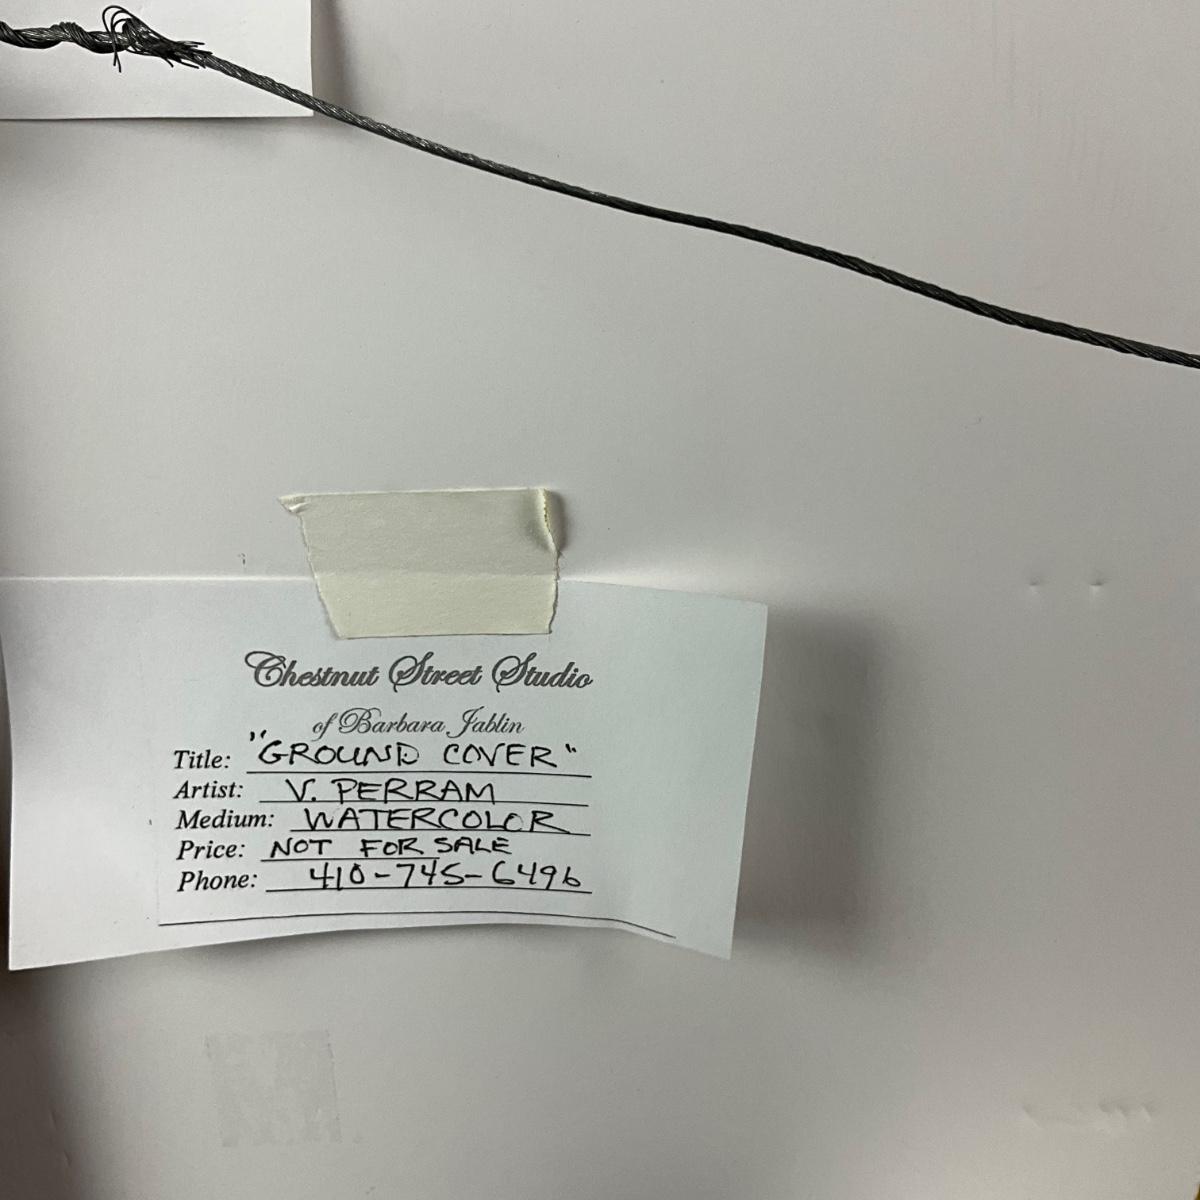 Chestnut Street Studio
of Barbara Jablin
Title: "GROUND COVER"
Artist: V. PERRAM
Medium: WATERCOLOR
Price: NOT FOR SALE
Phone: 410-745-6496